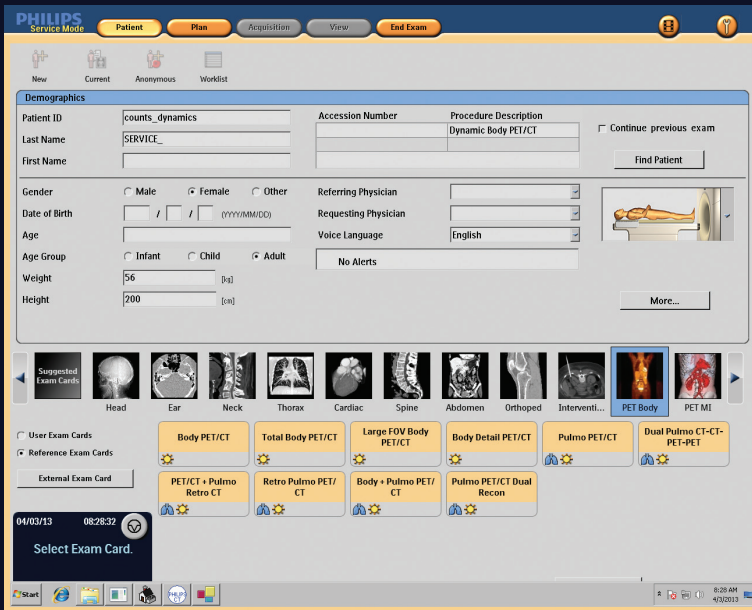 PHILIPS
Service Mode
Patient
Plan
Acquisition
View
End Exam
New
Current
Anonymous
Worklist
Demographics
Patient ID
counts_dynamics
Last Name
SERVICE_
First Name
Accession Number
Procedure Description
Dynamic Body PET/CT
Continue previous exam
Find Patient
Gender
Male
Female
Other
Date of Birth
/
/
(YYYY/MM/DD)
Age
Age Group
Infant
Child
Adult
Weight
56
[kg]
Height
200
[cm]
Referring Physician
Requesting Physician
Voice Language
English
No Alerts
More...
Suggested
Exam Cards
Head
Ear
Neck
Thorax
Cardiac
Spine
Abdomen
Orthoped
Interventi...
PET Body
PET MI
User Exam Cards
Reference Exam Cards
External Exam Card
Body PET/CT
Total Body PET/CT
Large FOV Body
PET/CT
Body Detail PET/CT
Pulmo PET/CT
Dual Pulmo CT-CT-
PET-PET
PET/CT + Pulmo
Retro CT
Retro Pulmo PET/
CT
Body + Pulmo PET/
CT
Pulmo PET/CT Dual
Recon
04/03/13
08:28:32
Select Exam Card.
Start
PHILIPS
CT
8:28 AM
4/3/2013